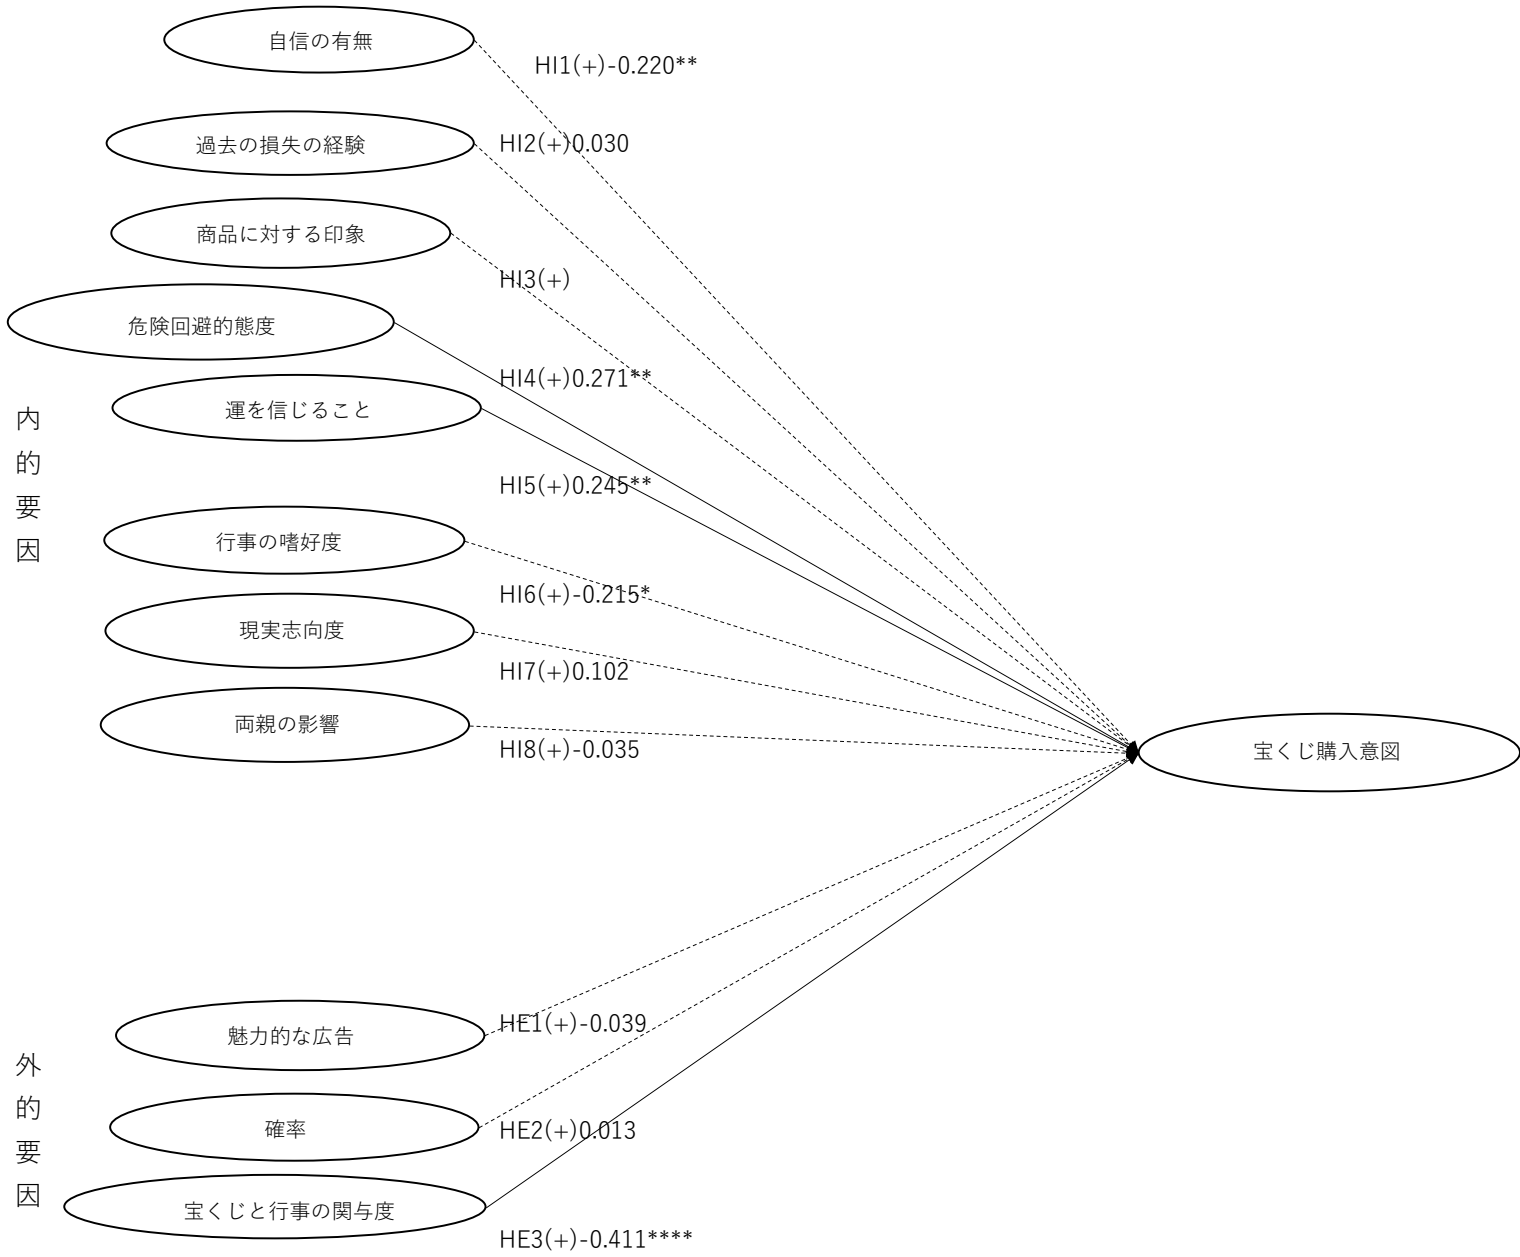 自信の有無
HI1(+)-0.220**
過去の損失の経験
HI2(+)0.030
商品に対する印象
HI3(+)
危険回避的態度
HI4(+)0.271**
運を信じること
HI5(+)0.245**
内的要因
行事の嗜好度
HI6(+)-0.215*
現実志向度
HI7(+)0.102
両親の影響
HI8(+)-0.035
宝くじ購入意図
魅力的な広告
HE1(+)-0.039
外的要因
確率
HE2(+)0.013
宝くじと行事の関与度
HE3(+)-0.411****